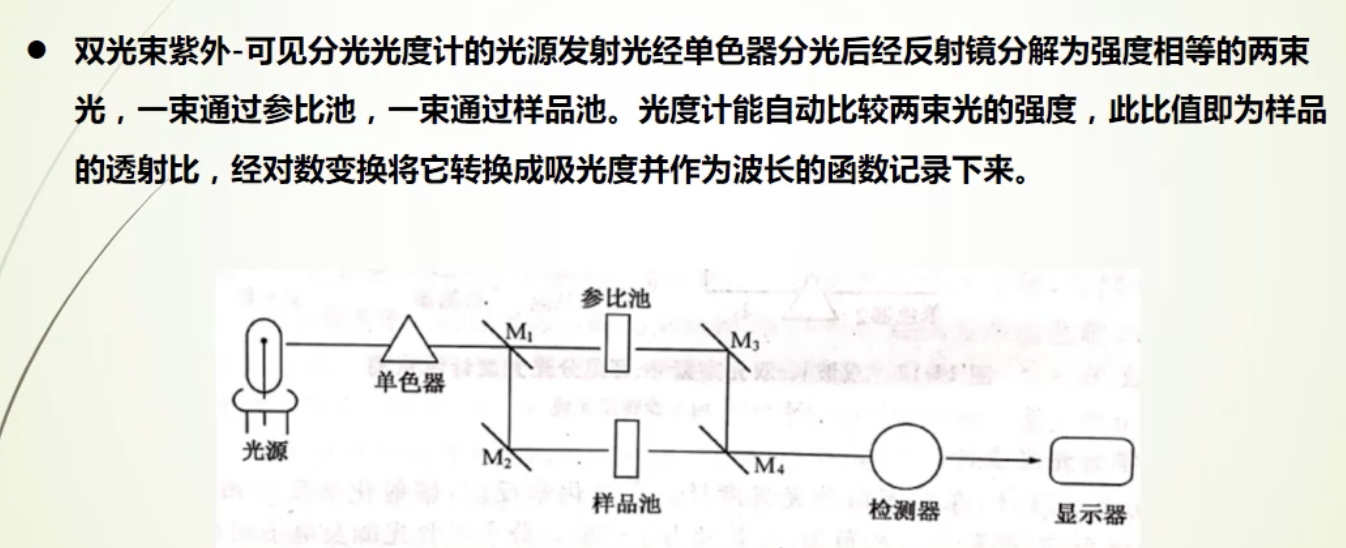 双光束紫外-可见分光光度计的光源发射光经单色器分光后经反射镜分解为强度相等的两束
光，一束通过参比池，一束通过样品池。光度计能自动比较两束光的强度，此比值即为样品
的透射比，经对数变换将它转换成吸光度并作为波长的函数记录下来。
参比池
M1
M3
单色器
光源
M2
M4
样品池
检测器
显示器